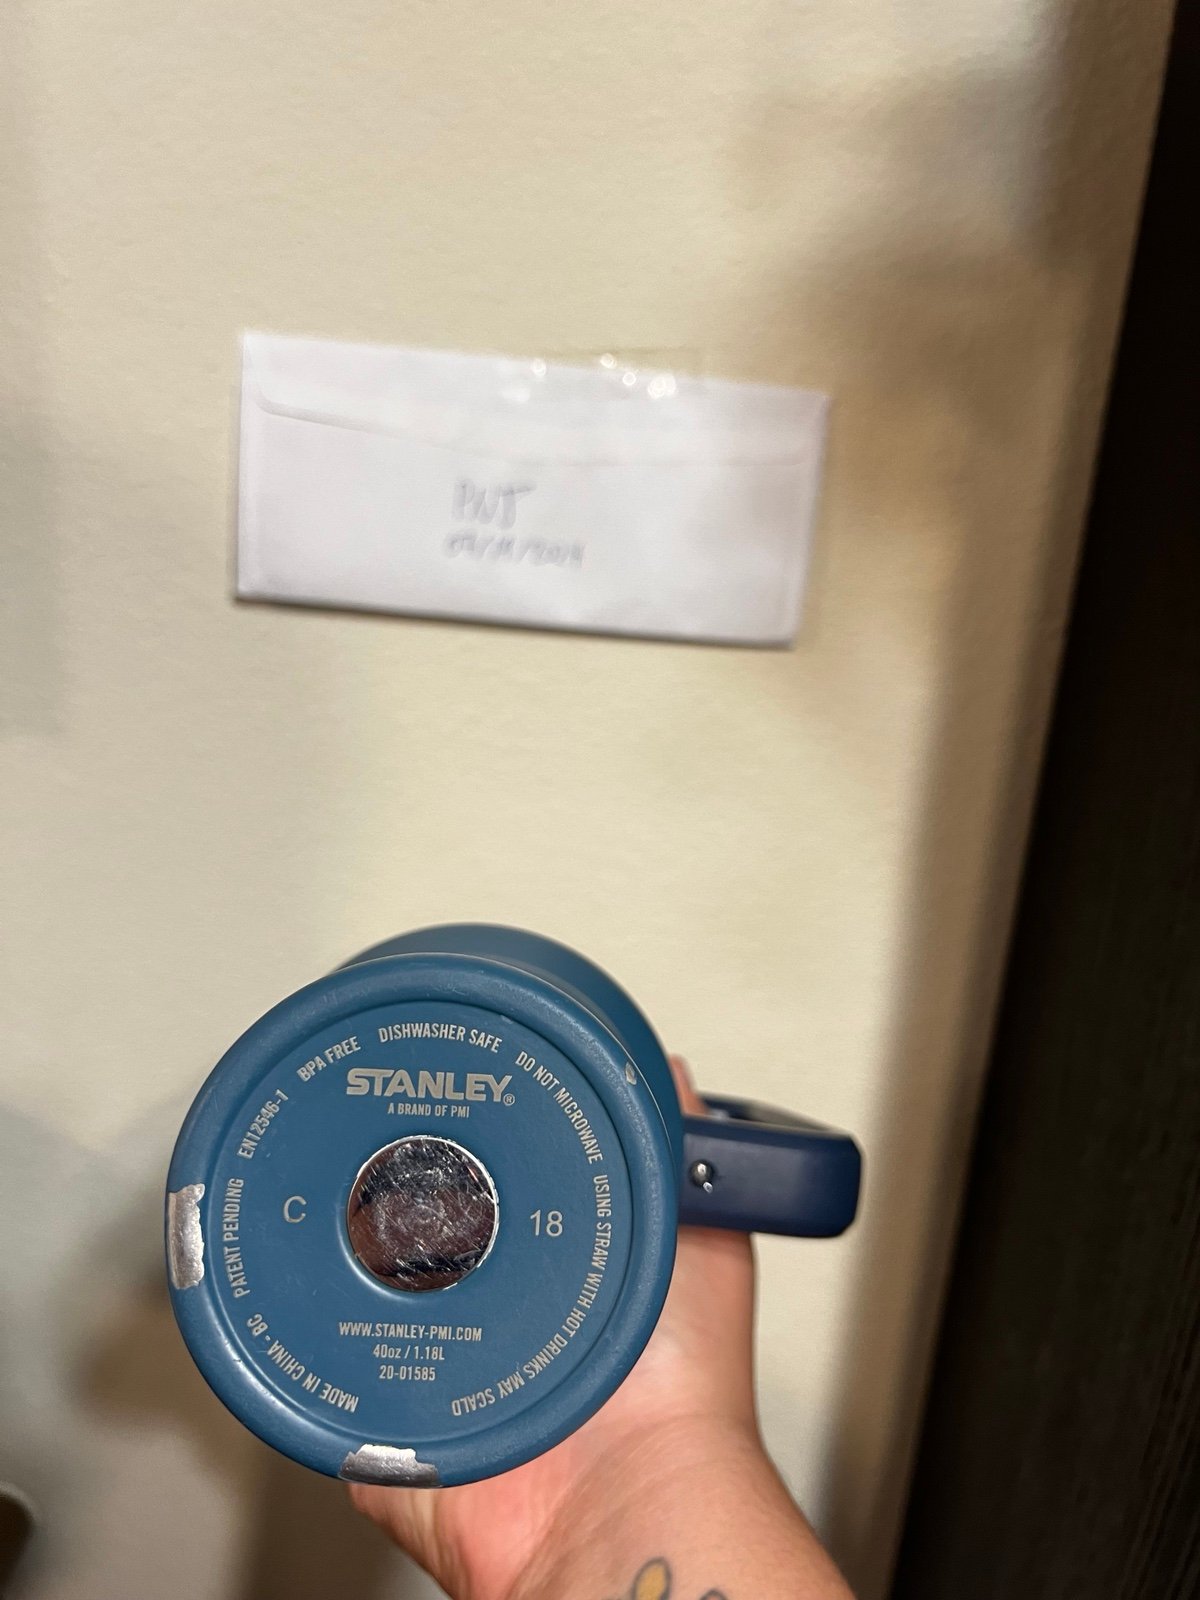 PNJ
EN12546-1 BPA FREE DISHWASHER SAFE DO NOT MICROWAVE USING STRAW WITH HOT DRINKS MAY SCALD
STANLEY®
A BRAND OF PMI
C
18
WWW.STANLEY-PMI.COM
40oz / 1.18L
20-01585
MADE IN CHINA - BC PATENT PENDING